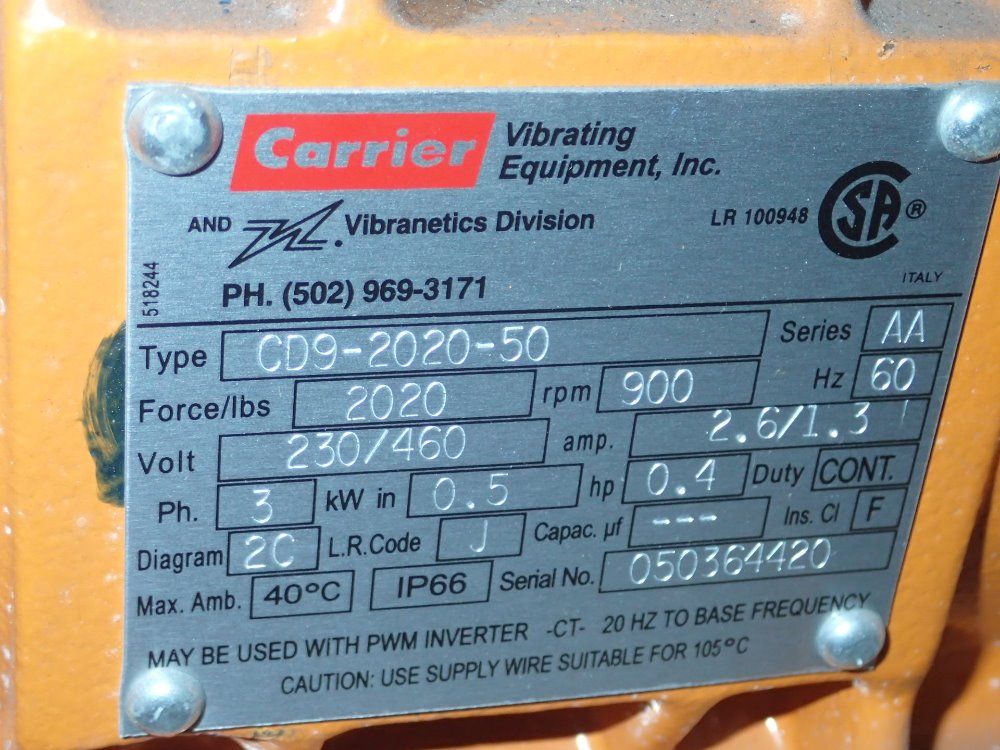 Carrier Vibrating Equipment, Inc.
AND Vibranetics Division LR 100948 SA ®
PH. (502) 969-3171 ITALY
518244
Type CD9-2020-50 Series AA
Force/lbs 2020 rpm 900 Hz 60
Volt 230/460 amp. 2.6/1.3
Ph. 3 kW in 0.5 hp 0.4 Duty CONT.
Diagram 2C L.R.Code J Capac. µf --- Ins. Cl F
Max. Amb. 40°C IP66 Serial No. 050364420
MAY BE USED WITH PWM INVERTER -CT- 20 HZ TO BASE FREQUENCY
CAUTION: USE SUPPLY WIRE SUITABLE FOR 105°C